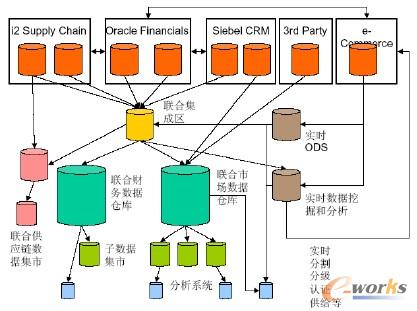 i2 Supply Chain
Oracle Financials
Siebel CRM
3rd Party
e-
Commerce
联合集
成区
实时
ODS
联合财
务数据
仓库
联合市
场数据
仓库
实时数据挖
掘和分析
联合供
应链数
据集市
子数据
集市
分析系统
实时
分割
分级
认证
供给等
e-works